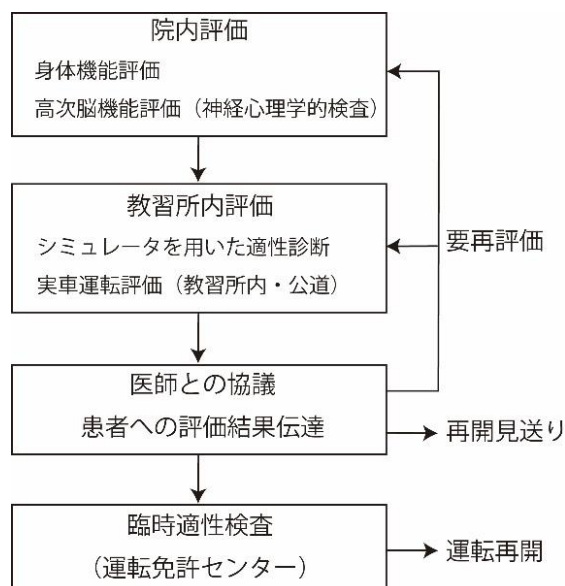 院内評価
身体機能評価
高次脳機能評価（神経心理学的検査）
教習所内評価
シミュレータを用いた適性診断
実車運転評価（教習所内・公道）
要再評価
医師との協議
患者への評価結果伝達
再開見送り
臨時適性検査
（運転免許センター）
運転再開